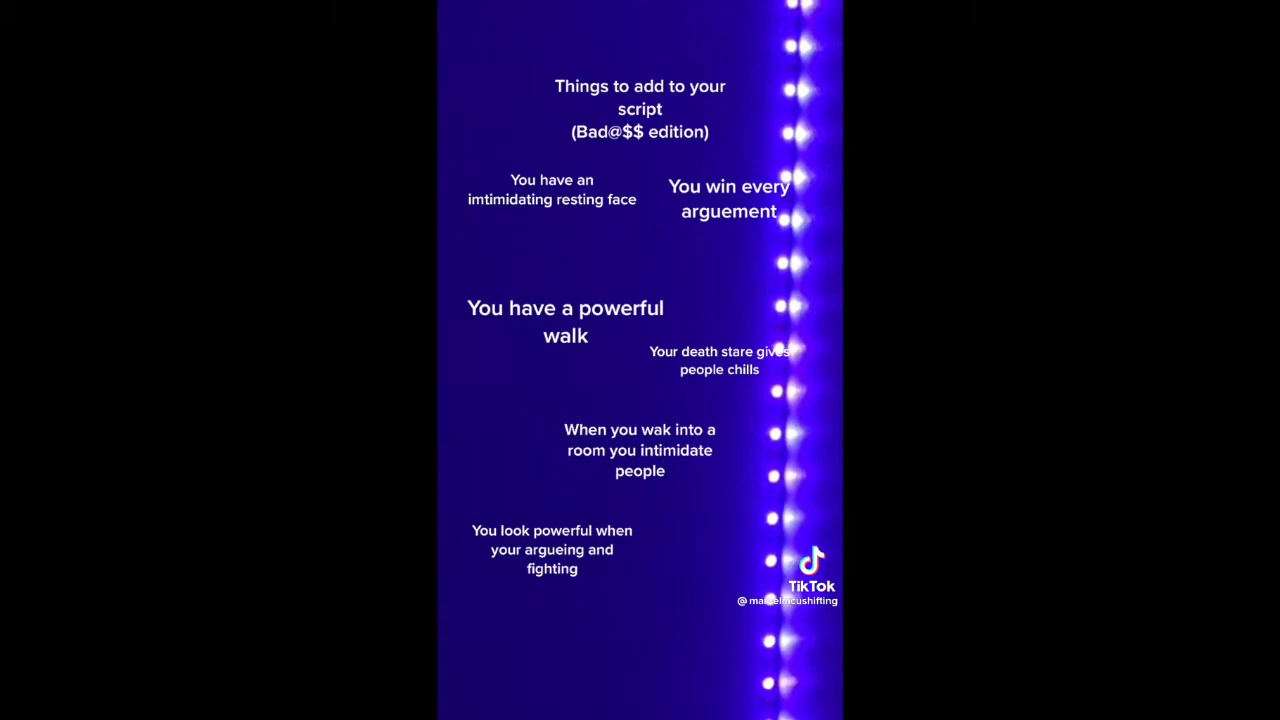 Things to add to your
script
(Bad@$$ edition)
You have an
imtimidating resting face
You win every
arguement
You have a powerful
walk
Your death stare gives
people chills
When you wak into a
room you intimidate
people
You look powerful when
your argueing and
fighting
TikTok